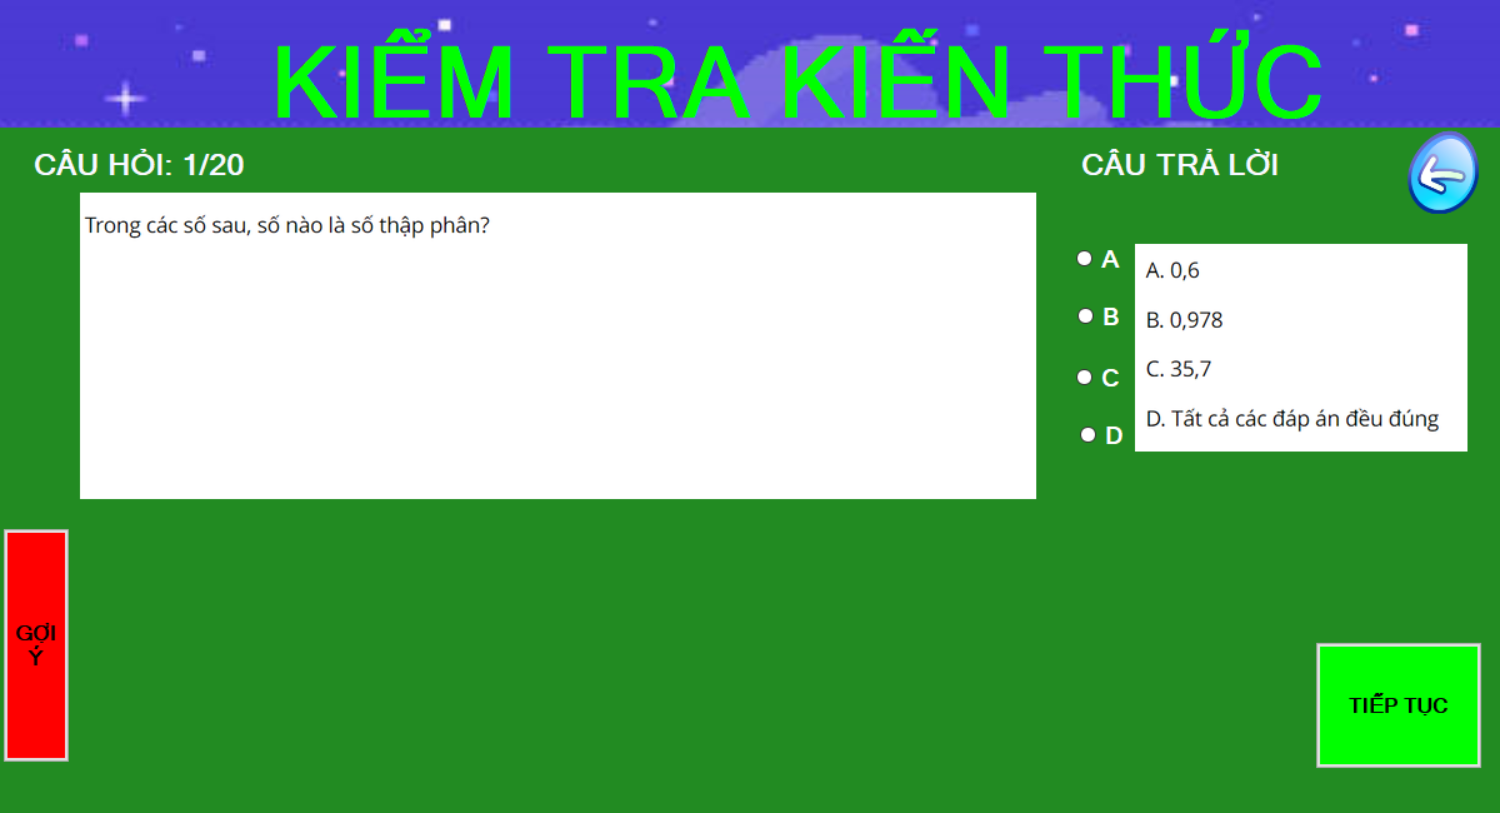 KIỂM TRA KIẾN THỨC
CÂU HỎI: 1/20
Trong các số sau, số nào là số thập phân?
CÂU TRẢ LỜI
A
B
C
D
A. 0,6
B. 0,978
C. 35,7
D. Tất cả các đáp án đều đúng
GỢI
Ý
TIẾP TỤC